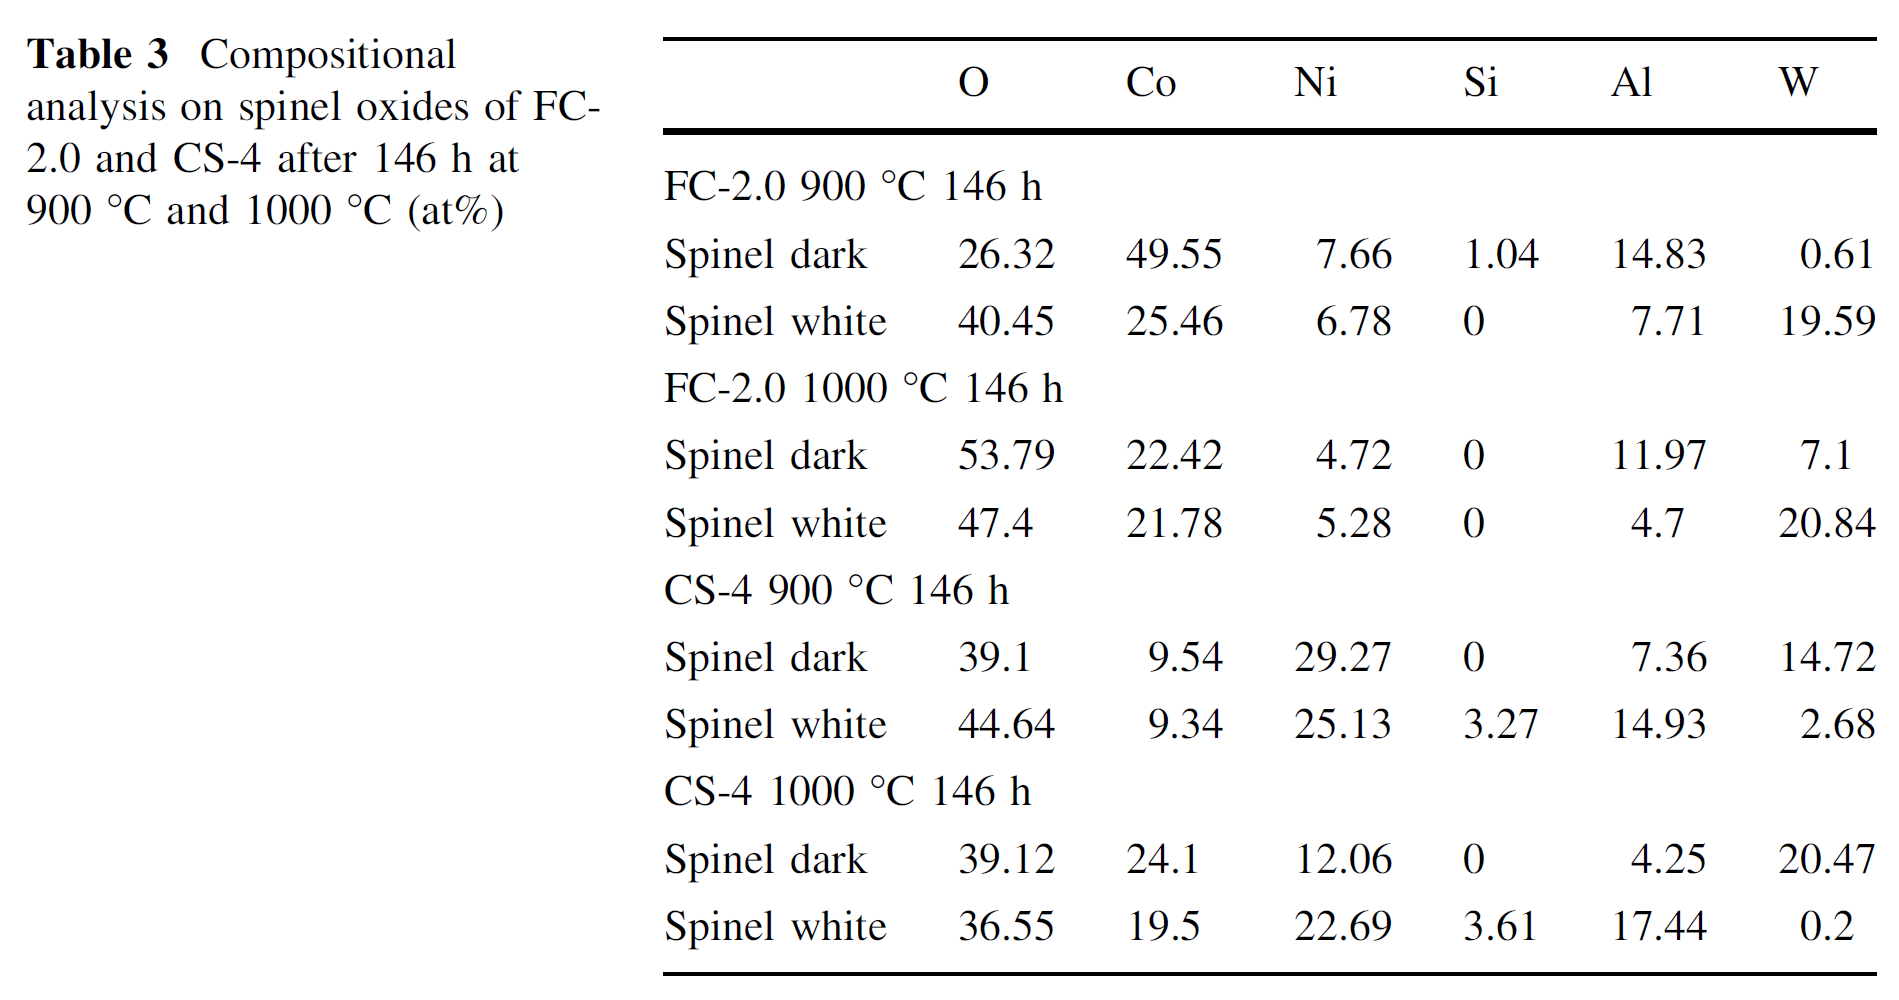 Table 3 Compositional
analysis on spinel oxides of FC-
2.0 and CS-4 after 146 h at
900 °C and 1000 °C (at%)
O Co Ni Si Al W
FC-2.0 900 °C 146 h
Spinel dark 26.32 49.55 7.66 1.04 14.83 0.61
Spinel white 40.45 25.46 6.78 0 7.71 19.59
FC-2.0 1000 °C 146 h
Spinel dark 53.79 22.42 4.72 0 11.97 7.1
Spinel white 47.4 21.78 5.28 0 4.7 20.84
CS-4 900 °C 146 h
Spinel dark 39.1 9.54 29.27 0 7.36 14.72
Spinel white 44.64 9.34 25.13 3.27 14.93 2.68
CS-4 1000 °C 146 h
Spinel dark 39.12 24.1 12.06 0 4.25 20.47
Spinel white 36.55 19.5 22.69 3.61 17.44 0.2